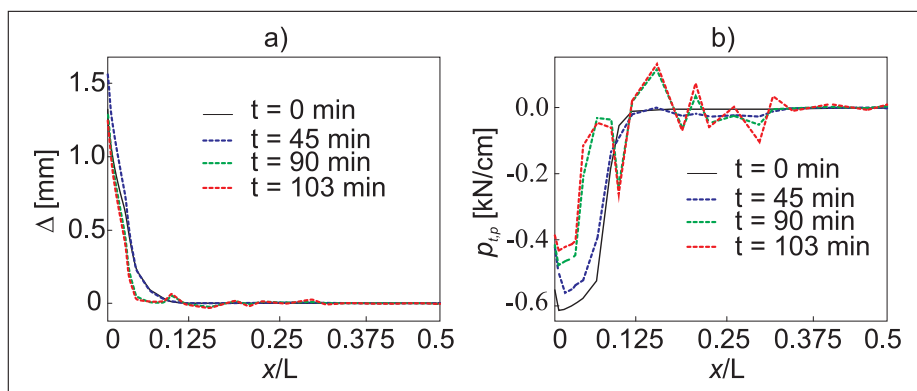 a)
Δ [mm]
1.5
1.0
0.5
0
t = 0 min
t = 45 min
t = 90 min
t = 103 min
0
0.125
0.25
0.375
0.5
x/L
b)
p_{t,p} [kN/cm]
0.0
-0.2
-0.4
-0.6
t = 0 min
t = 45 min
t = 90 min
t = 103 min
0
0.125
0.25
0.375
0.5
x/L